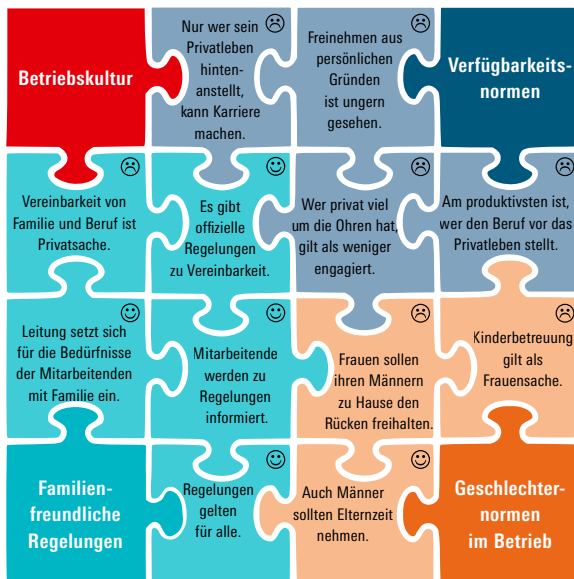 Betriebskultur
Nur wer sein
Privatleben
hinten-
anstellt,
kann Karriere
machen.
Freinehmen aus
persönlichen
Gründen
ist ungern
gesehen.
Verfügbarkeits-
normen
Vereinbarkeit von
Familie und Beruf ist
Privatsache.
Es gibt
offizielle
Regelungen
zu Vereinbarkeit.
Wer privat viel
um die Ohren hat,
gilt als weniger
engagiert.
Am produktivsten ist,
wer den Beruf vor das
Privatleben stellt.
Leitung setzt sich
für die Bedürfnisse
der Mitarbeitenden
mit Familie ein.
Mitarbeitende
werden zu
Regelungen
informiert.
Frauen sollen
ihren Männern
zu Hause den
Rücken freihalten.
Kinderbetreuung
gilt als
Frauensache.
Familien-
freundliche
Regelungen
Regelungen
gelten
für alle.
Auch Männer
sollten Elternzeit
nehmen.
Geschlechter-
normen
im Betrieb